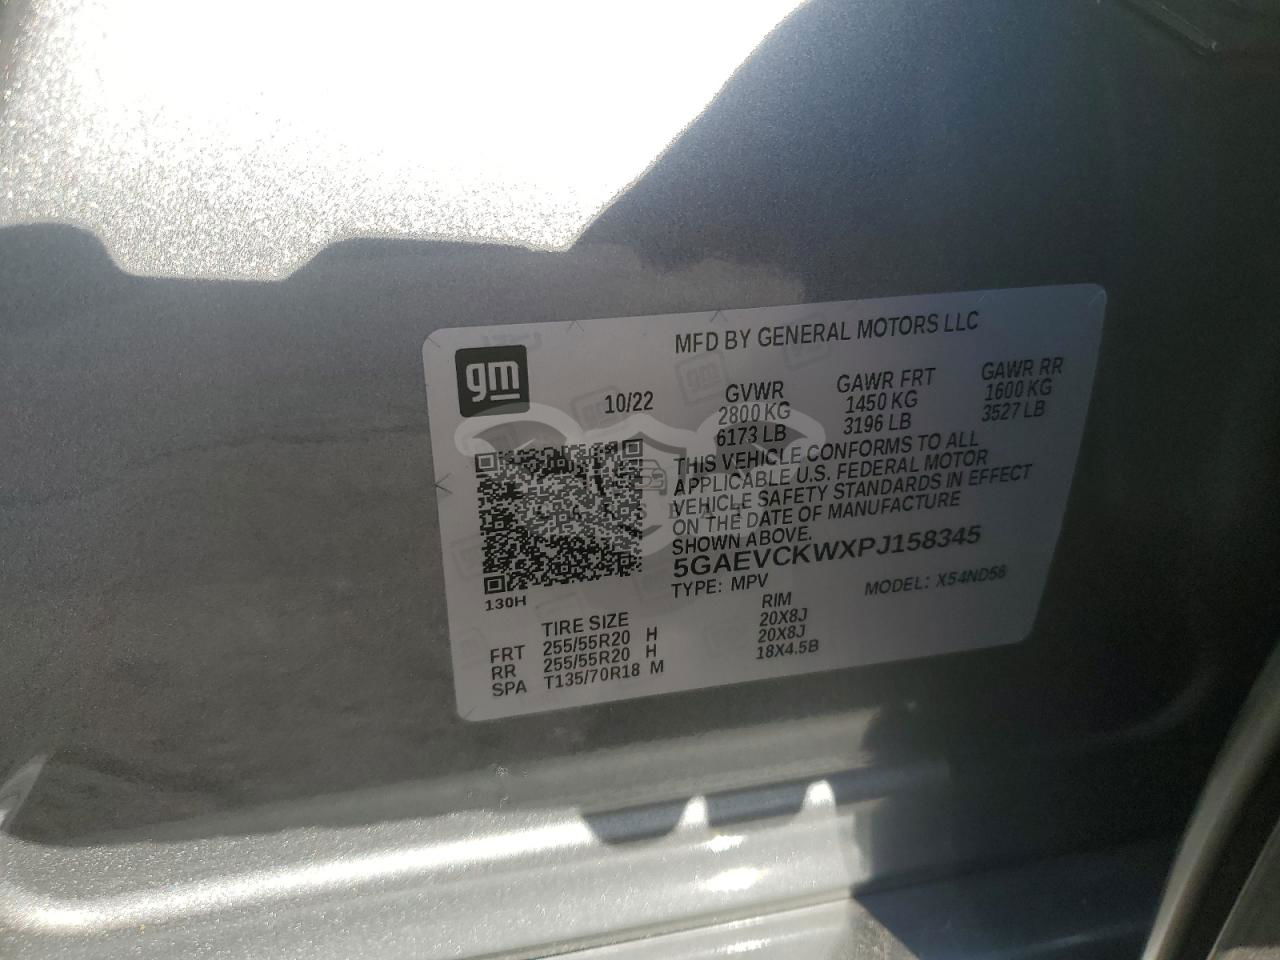 MFD BY GENERAL MOTORS LLC
gm
10/22
GVWR
2800 KG
6173 LB
GAWR FRT
1450 KG
3196 LB
GAWR RR
1600 KG
3527 LB
THIS VEHICLE CONFORMS TO ALL
APPLICABLE U.S. FEDERAL MOTOR
VEHICLE SAFETY STANDARDS IN EFFECT
ON THE DATE OF MANUFACTURE
SHOWN ABOVE.
5GAEVCKWXPJ158345
TYPE: MPV
MODEL: X54ND56
130H
TIRE SIZE
RIM
FRT 255/55R20 H 20X8J
RR 255/55R20 H 20X8J
SPA T135/70R18 M 18X4.5B